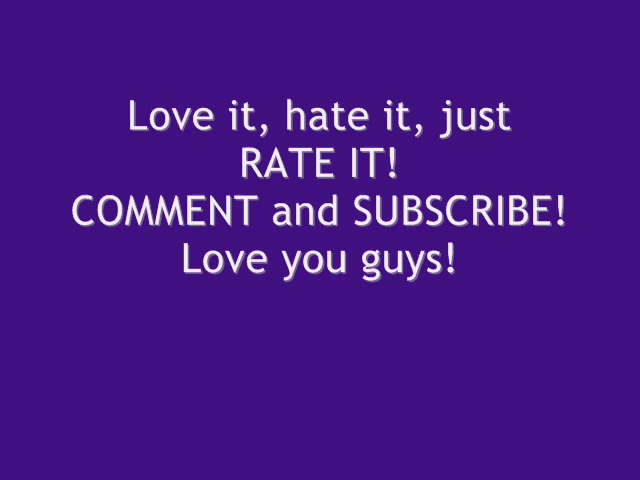 Love it, hate it, just
RATE IT!
COMMENT and SUBSCRIBE!
Love you guys!